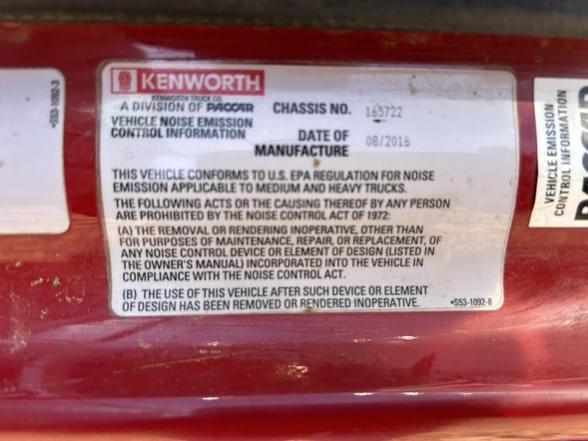 KENWORTH
KENWORTH TRUCK CO.
A DIVISION OF PACCAR
CHASSIS NO. 165722
VEHICLE NOISE EMISSION
CONTROL INFORMATION
DATE OF
MANUFACTURE
08/2016
THIS VEHICLE CONFORMS TO U.S. EPA REGULATION FOR NOISE
EMISSION APPLICABLE TO MEDIUM AND HEAVY TRUCKS.
THE FOLLOWING ACTS OR THE CAUSING THEREOF BY ANY PERSON
ARE PROHIBITED BY THE NOISE CONTROL ACT OF 1972:
(A) THE REMOVAL OR RENDERING INOPERATIVE, OTHER THAN
FOR PURPOSES OF MAINTENANCE, REPAIR, OR REPLACEMENT, OF
ANY NOISE CONTROL DEVICE OR ELEMENT OF DESIGN (LISTED IN
THE OWNER'S MANUAL) INCORPORATED INTO THE VEHICLE IN
COMPLIANCE WITH THE NOISE CONTROL ACT.
(B) THE USE OF THIS VEHICLE AFTER SUCH DEVICE OR ELEMENT
OF DESIGN HAS BEEN REMOVED OR RENDERED INOPERATIVE.
•S53-1092-8
•S53-1092-3
VEHICLE EMISSION
CONTROL INFORMATION